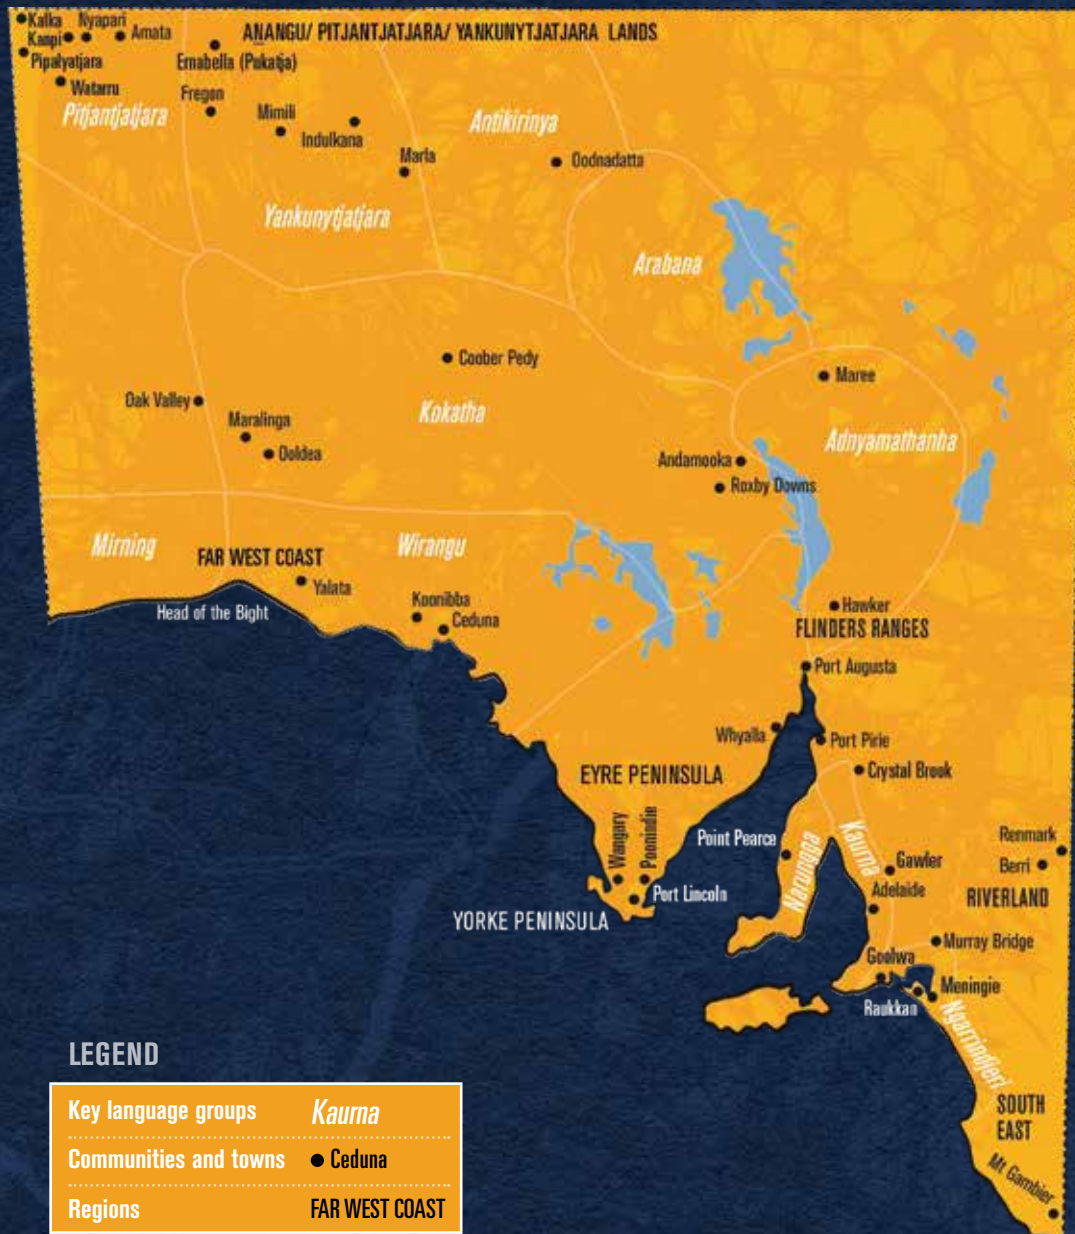 Kalka
Nyapari
Kanpi
Amata
ANANGU/ PITJANTJATJARA/ YANKUNYTJATJARA LANDS
Pipalyatjara
Ernabella (Pukatja)
Watarru
Pitjantjatjara
Fregon
Mimili
Indulkana
Antikirinya
Marla
Oodnadatta
Yankunytjatjara
Arabana
Coober Pedy
Maree
Oak Valley
Maralinga
Kokatha
Ooldea
Adnyamathanha
Andamooka
Roxby Downs
Mirning
FAR WEST COAST
Wirangu
Yalata
Head of the Bight
Koonibba
Ceduna
Hawker
FLINDERS RANGES
Port Augusta
Whyalla
Port Pirie
EYRE PENINSULA
Crystal Brook
Wangary
Poonindie
Point Pearce
Narungga
Kaurna
Renmark
Gawler
Berri
Port Lincoln
Adelaide
RIVERLAND
YORKE PENINSULA
Murray Bridge
Goolwa
Meningie
Raukkan
Ngarrindjeri
SOUTH
EAST
Mt Gambier
LEGEND
Key language groups Kaurna
Communities and towns Ceduna
Regions FAR WEST COAST